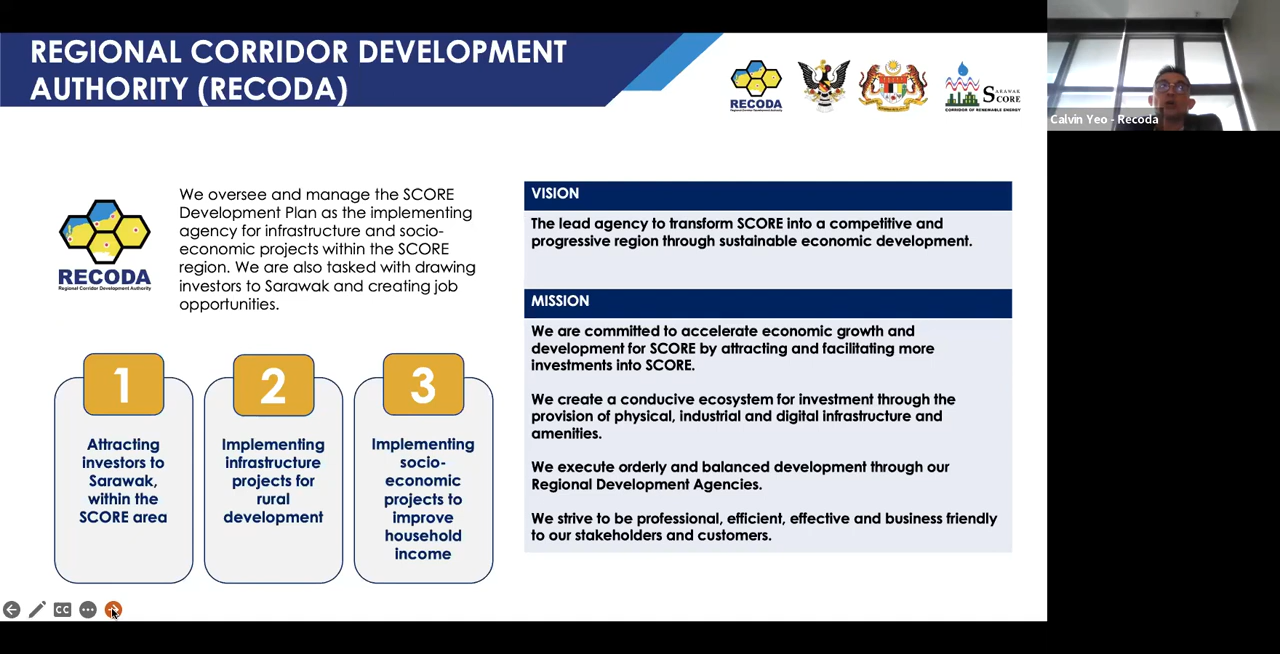 REGIONAL CORRIDOR DEVELOPMENT
AUTHORITY (RECODA)
RECODA
Regional Corridor Development Authority
SARAWAK
SCORE
CORRIDOR OF RENEWABLE ENERGY
Calvin Yeo - Recoda
RECODA
Regional Corridor Development Authority
We oversee and manage the SCORE
Development Plan as the implementing
agency for infrastructure and socio-
economic projects within the SCORE
region. We are also tasked with drawing
investors to Sarawak and creating job
opportunities.
1
Attracting
investors to
Sarawak,
within the
SCORE area
2
Implementing
infrastructure
projects for
rural
development
3
Implementing
socio-
economic
projects to
improve
household
income
VISION
The lead agency to transform SCORE into a competitive and
progressive region through sustainable economic development.
MISSION
We are committed to accelerate economic growth and
development for SCORE by attracting and facilitating more
investments into SCORE.
We create a conducive ecosystem for investment through the
provision of physical, industrial and digital infrastructure and
amenities.
We execute orderly and balanced development through our
Regional Development Agencies.
We strive to be professional, efficient, effective and business friendly
to our stakeholders and customers.
CC